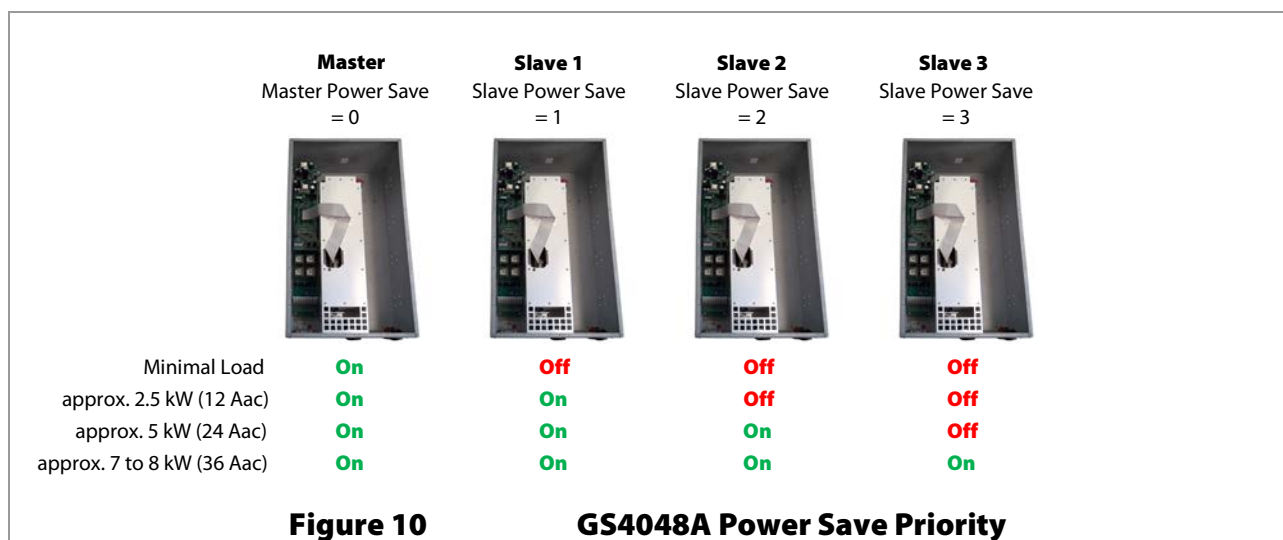 Master Slave 1 Slave 2 Slave 3
Master Power Save Slave Power Save Slave Power Save Slave Power Save
= 0 = 1 = 2 = 3
Minimal Load On Off Off Off
approx. 2.5 kW (12 Aac) On On Off Off
approx. 5 kW (24 Aac) On On On Off
approx. 7 to 8 kW (36 Aac) On On On On
Figure 10 GS4048A Power Save Priority